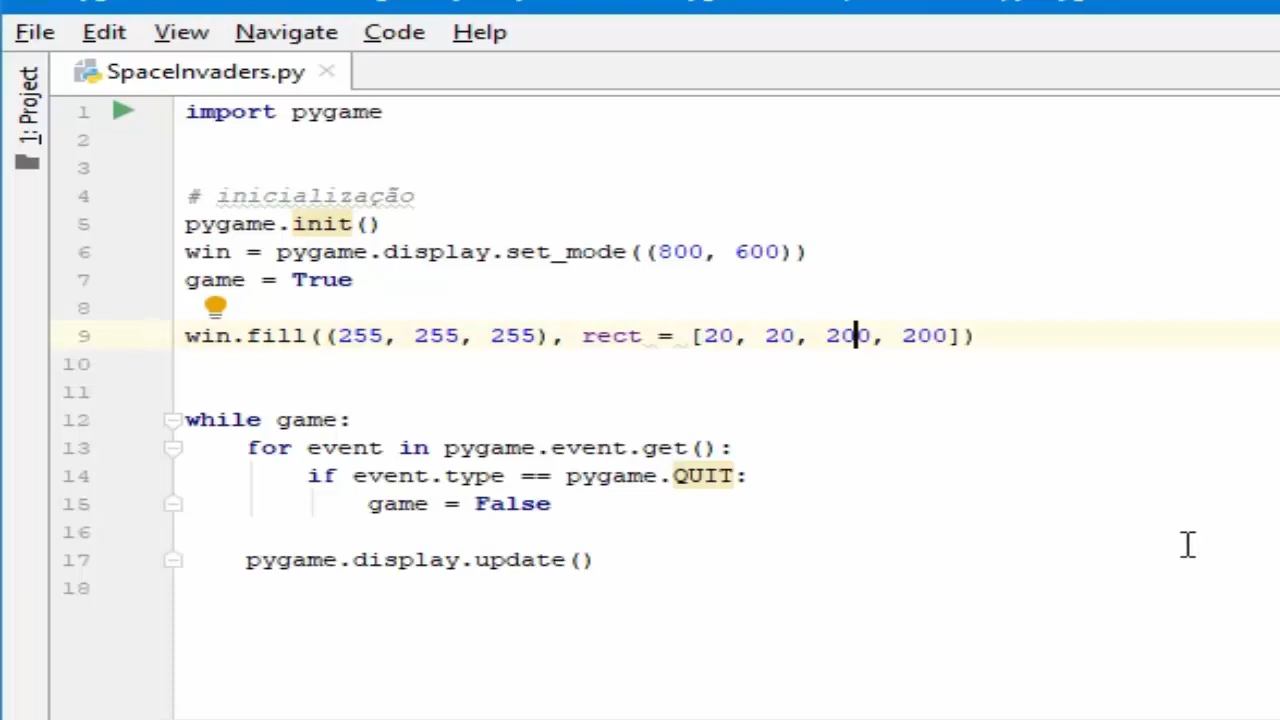 File Edit View Navigate Code Help
SpaceInvaders.py
1: Project
1 import pygame
2
3
4 # inicialização
5 pygame.init()
6 win = pygame.display.set_mode((800, 600))
7 game = True
8
9 win.fill((255, 255, 255), rect = [20, 20, 200, 200])
10
11
12 while game:
13 for event in pygame.event.get():
14 if event.type == pygame.QUIT:
15 game = False
16
17 pygame.display.update()
18